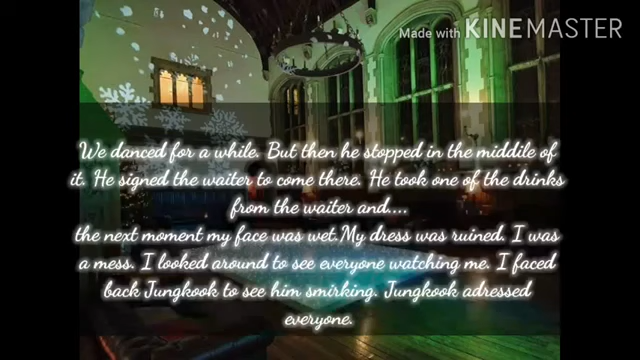 Made with KINEMASTER
We danced for a while. But then he stopped in the middile of
it. He signed the waiter to come there. He took one of the drinks
from the waiter and....
the next moment my face was wet.My dress was ruined. I was
a mess. I looked around to see everyone watching me. I faced
back Jungkook to see him smirking. Jungkook adressed
everyone.